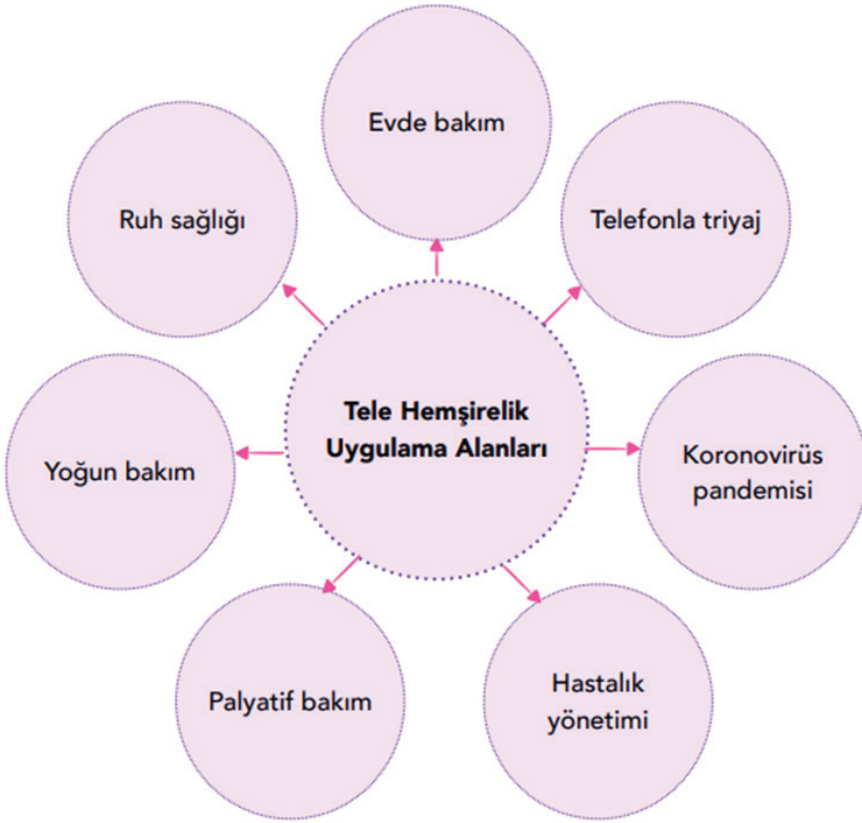 Evde bakım
Ruh sağlığı
Telefonla triyaj
Tele Hemşirelik
Uygulama Alanları
Yoğun bakım
Koronovirüs
pandemisi
Palyatif bakım
Hastalık
yönetimi